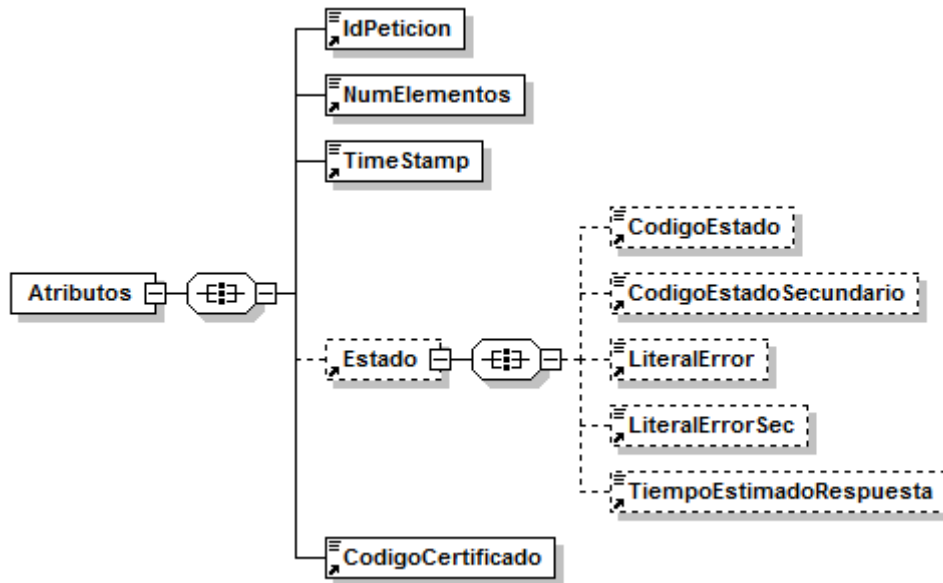 IdPeticion
NumElementos
TimeStamp
Atributos
Estado
CodigoEstado
CodigoEstadoSecundario
LiteralError
LiteralErrorSec
TiempoEstimadoRespuesta
CodigoCertificado